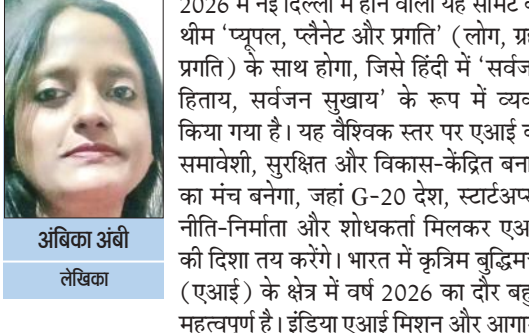 2026 में नई दिल्ली में होने वाली यह समिट
थीम ‘प्यूपल, प्लैनेट और प्रगति’ (लोग,
प्रगति) के साथ होगा, जिसे हिंदी में ‘सर्वजन
हिताय, सर्वजन सुखाय’ के रूप में
किया गया है। यह वैश्विक स्तर पर एआई
समावेशी, सुरक्षित और विकास-केंद्रित
का मंच बनेगा, जहां G-20 देश, स्टार्टअप्स,
नीति-निर्माता और शोधकर्ता मिलकर
की दिशा तय करेंगे। भारत में कृत्रिम
(एआई) के क्षेत्र में वर्ष 2026 का दौर
महत्वपूर्ण है। इंडिया एआई मिशन और
अंबिका अंबी
लेखिका